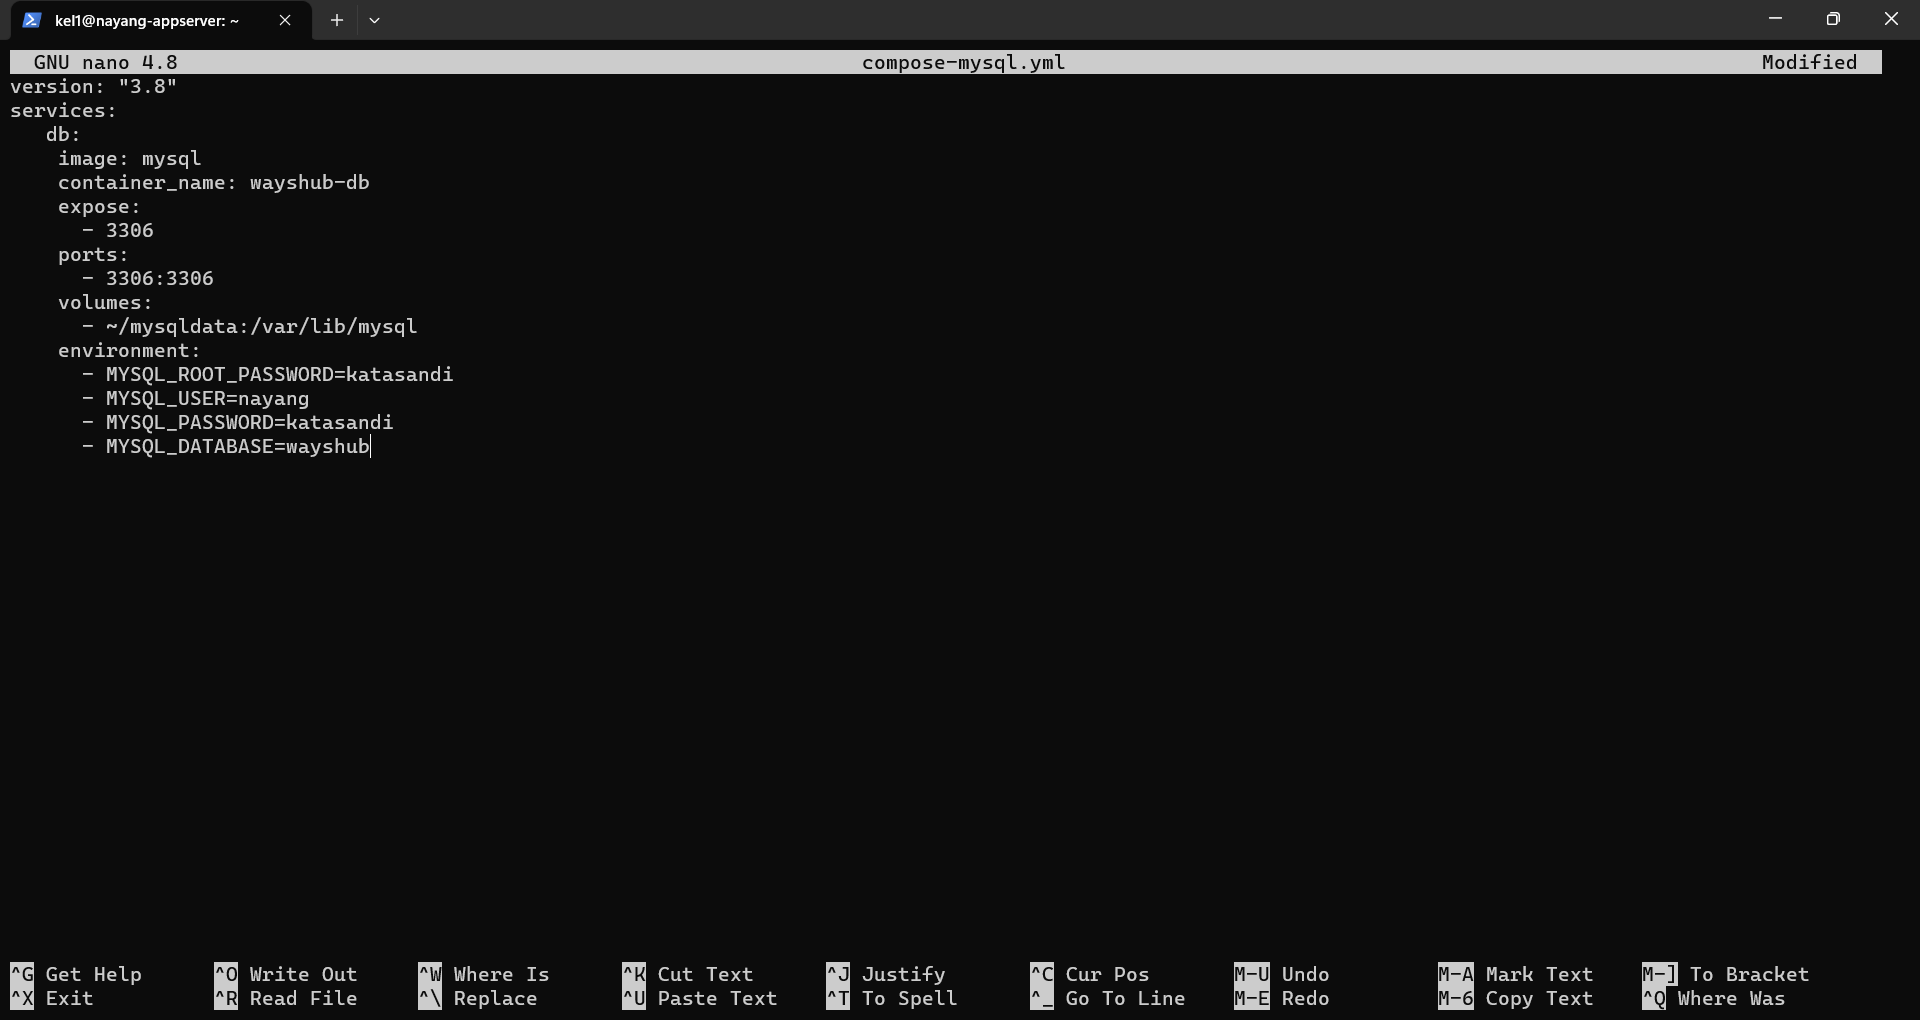 kel1@nayang-appserver: ~
GNU nano 4.8 compose-mysql.yml Modified
version: "3.8"
services:
   db:
    image: mysql
    container_name: wayshub-db
    expose:
      - 3306
    ports:
      - 3306:3306
    volumes:
      - ~/mysqldata:/var/lib/mysql
    environment:
      - MYSQL_ROOT_PASSWORD=katasandi
      - MYSQL_USER=nayang
      - MYSQL_PASSWORD=katasandi
      - MYSQL_DATABASE=wayshub
^G Get Help ^O Write Out ^W Where Is ^K Cut Text ^J Justify ^C Cur Pos M-U Undo M-A Mark Text M-] To Bracket
^X Exit ^R Read File ^\ Replace ^U Paste Text ^T To Spell ^_ Go To Line M-E Redo M-6 Copy Text ^Q Where Was